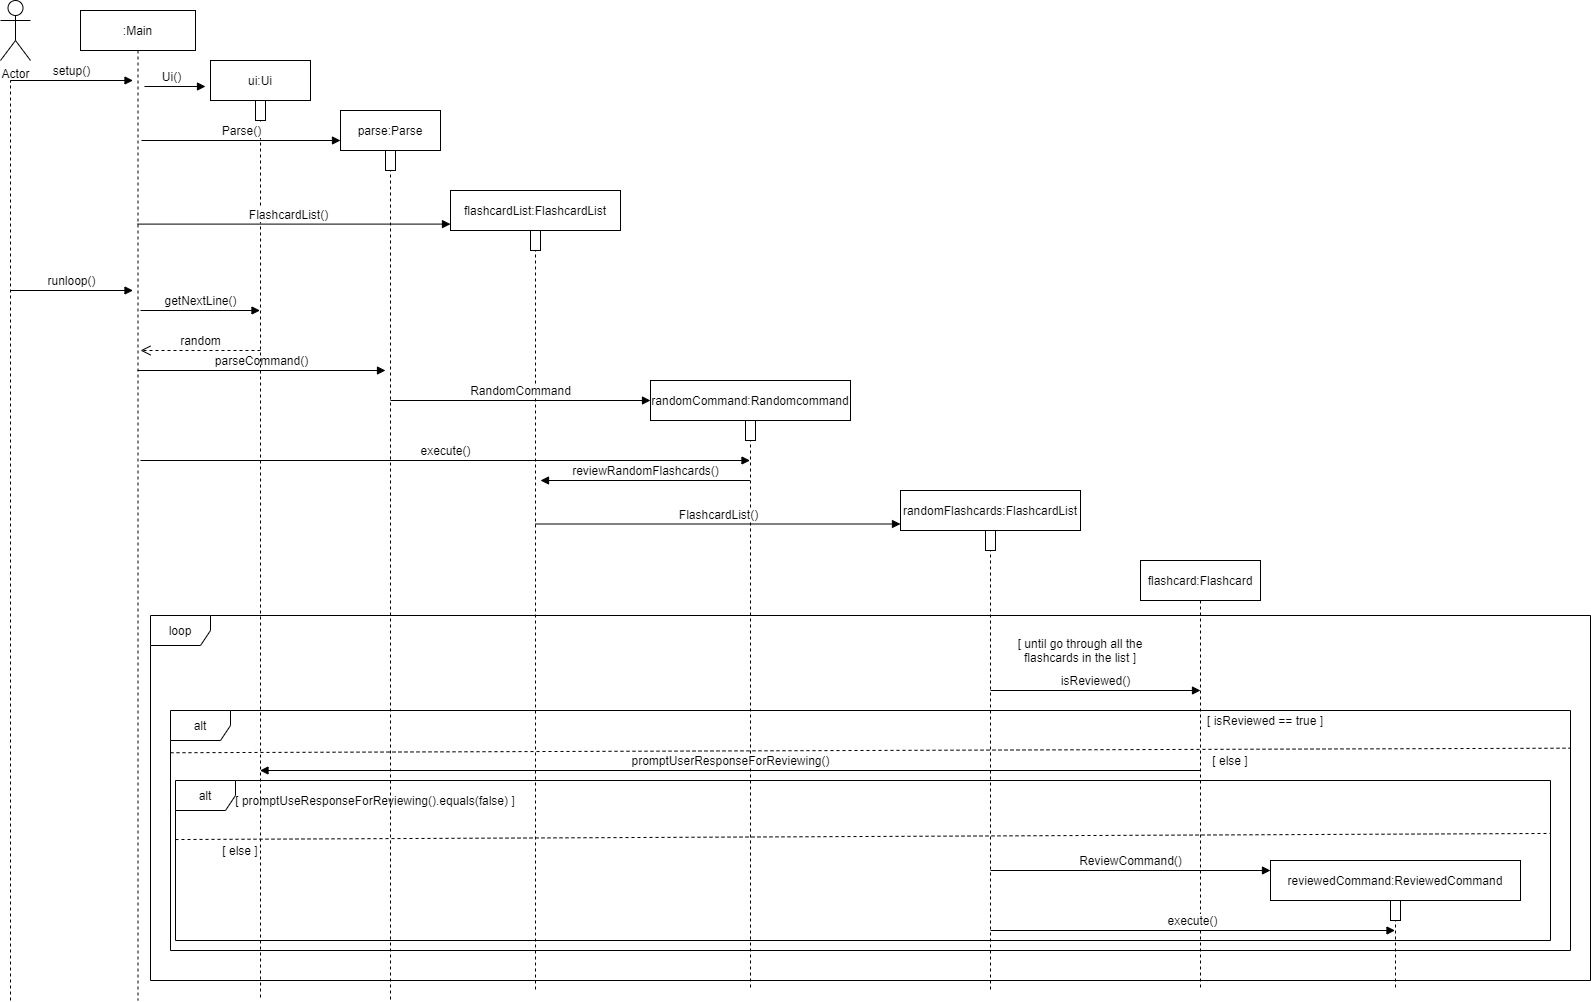 :Main
Actor
setup()
Ui()
ui:Ui
Parse()
parse:Parse
flashcardList:FlashcardList
FlashcardList()
runloop()
getNextLine()
random
parseCommand()
RandomCommand
randomCommand:Randomcommand
execute()
reviewRandomFlashcards()
randomFlashcards:FlashcardList
FlashcardList()
flashcard:Flashcard
loop
[ until go through all the
flashcards in the list ]
isReviewed()
alt
[ isReviewed == true ]
promptUserResponseForReviewing()
[ else ]
alt
[ promptUseResponseForReviewing().equals(false) ]
[ else ]
ReviewCommand()
reviewedCommand:ReviewedCommand
execute()